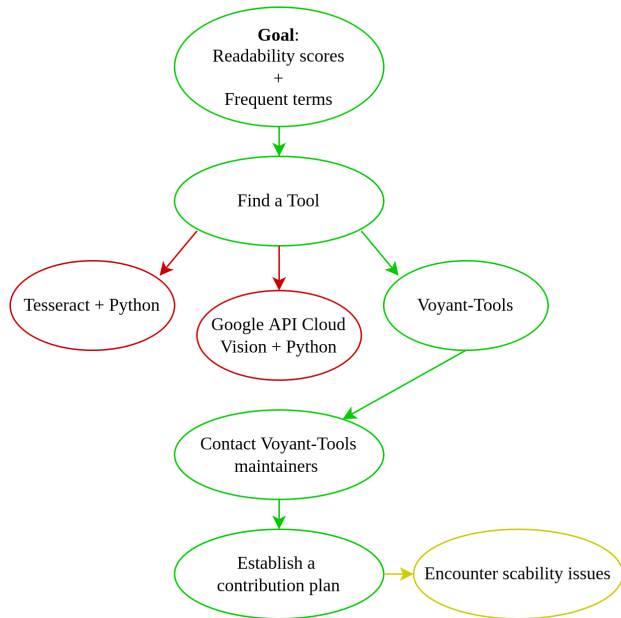 Goal:
Readability scores
+
Frequent terms
Find a Tool
Tesseract + Python
Google API Cloud
Vision + Python
Voyant-Tools
Contact Voyant-Tools
maintainers
Establish a
contribution plan
Encounter scability issues